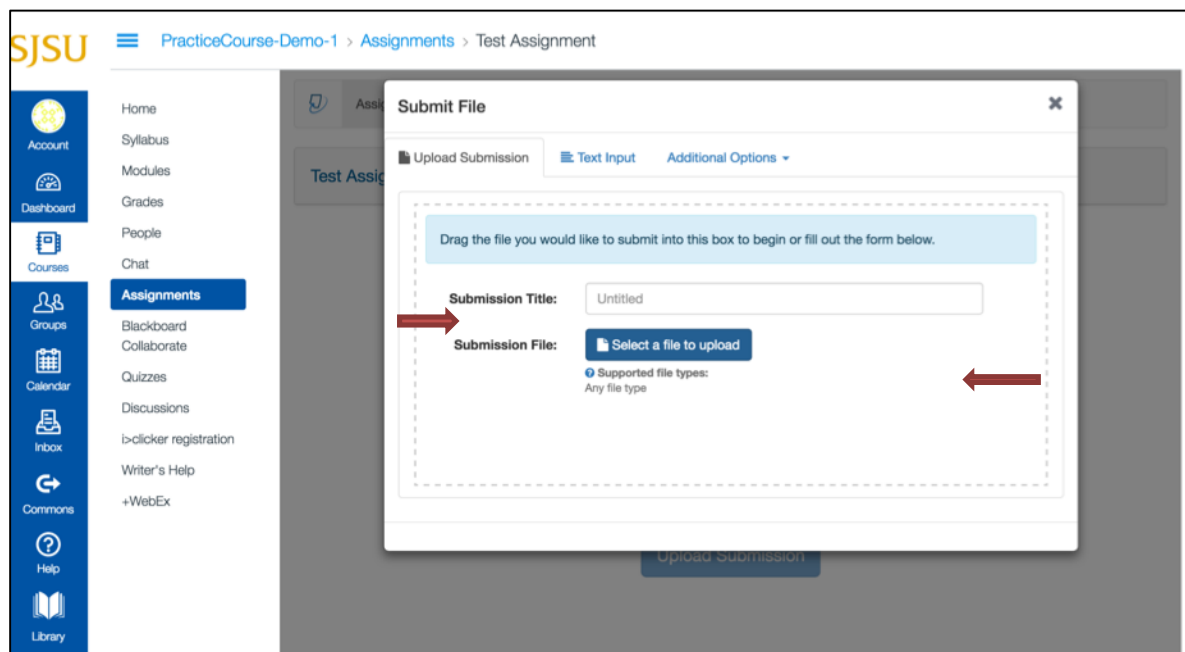 SJSU
PracticeCourse-Demo-1 > Assignments > Test Assignment
Account
Dashboard
Courses
Groups
Calendar
Inbox
Commons
Help
Library
Home
Syllabus
Modules
Grades
People
Chat
Assignments
Blackboard
Collaborate
Quizzes
Discussions
i>clicker registration
Writer's Help
+WebEx
Assig
Test Assig
Submit File
Upload Submission
Text Input
Additional Options
Drag the file you would like to submit into this box to begin or fill out the form below.
Submission Title:
Untitled
Submission File:
Select a file to upload
Supported file types:
Any file type
Upload Submission